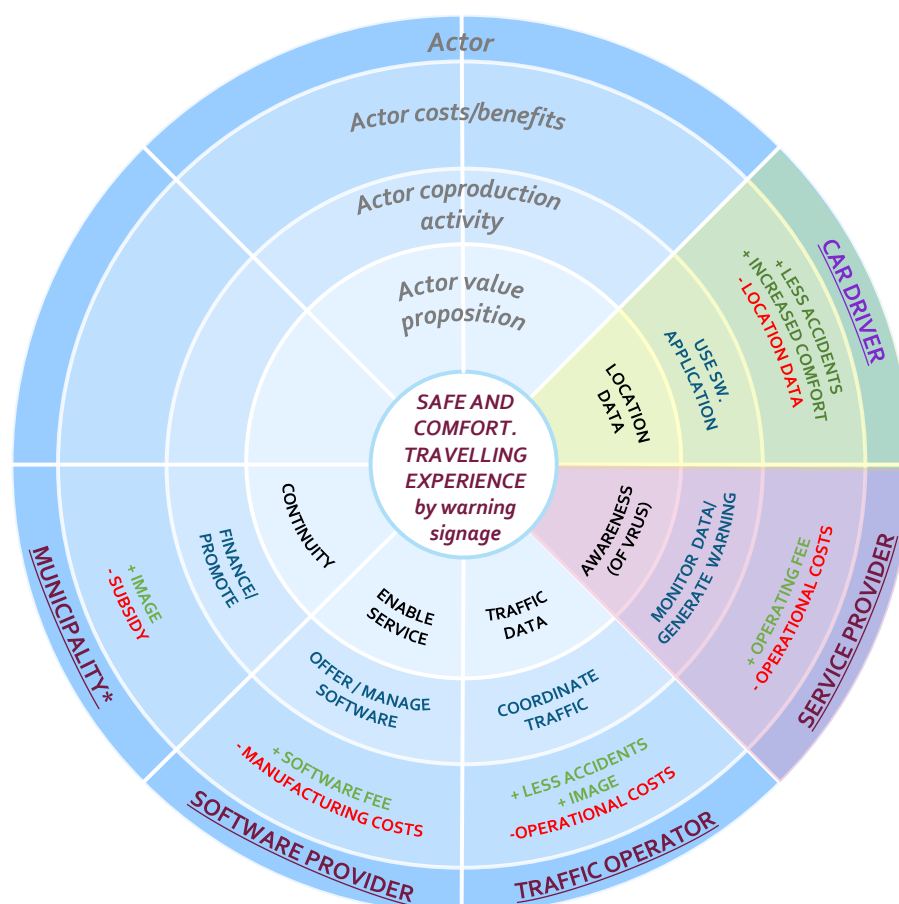 Actor
Actor costs/benefits
Actor coproduction
activity
Actor value
proposition
SAFE AND
COMFORT.
TRAVELLING
EXPERIENCE
by warning
signage
CAR DRIVER
+ LESS ACCIDENTS
+ INCREASED COMFORT
- LOCATION DATA
USE SW.
APPLICATION
LOCATION
DATA
SERVICE PROVIDER
+ OPERATING FEE
- OPERATIONAL COSTS
MONITOR DATA/
GENERATE WARNING
AWARENESS
(OF VRUS)
TRAFFIC
DATA
COORDINATE
TRAFFIC
+ LESS ACCIDENTS
+ IMAGE
-OPERATIONAL COSTS
TRAFFIC OPERATOR
ENABLE
SERVICE
OFFER / MANAGE
SOFTWARE
+ SOFTWARE FEE
- MANUFACTURING COSTS
SOFTWARE PROVIDER
CONTINUITY
FINANCE/
PROMOTE
+ IMAGE
- SUBSIDY
MUNICIPALITY*